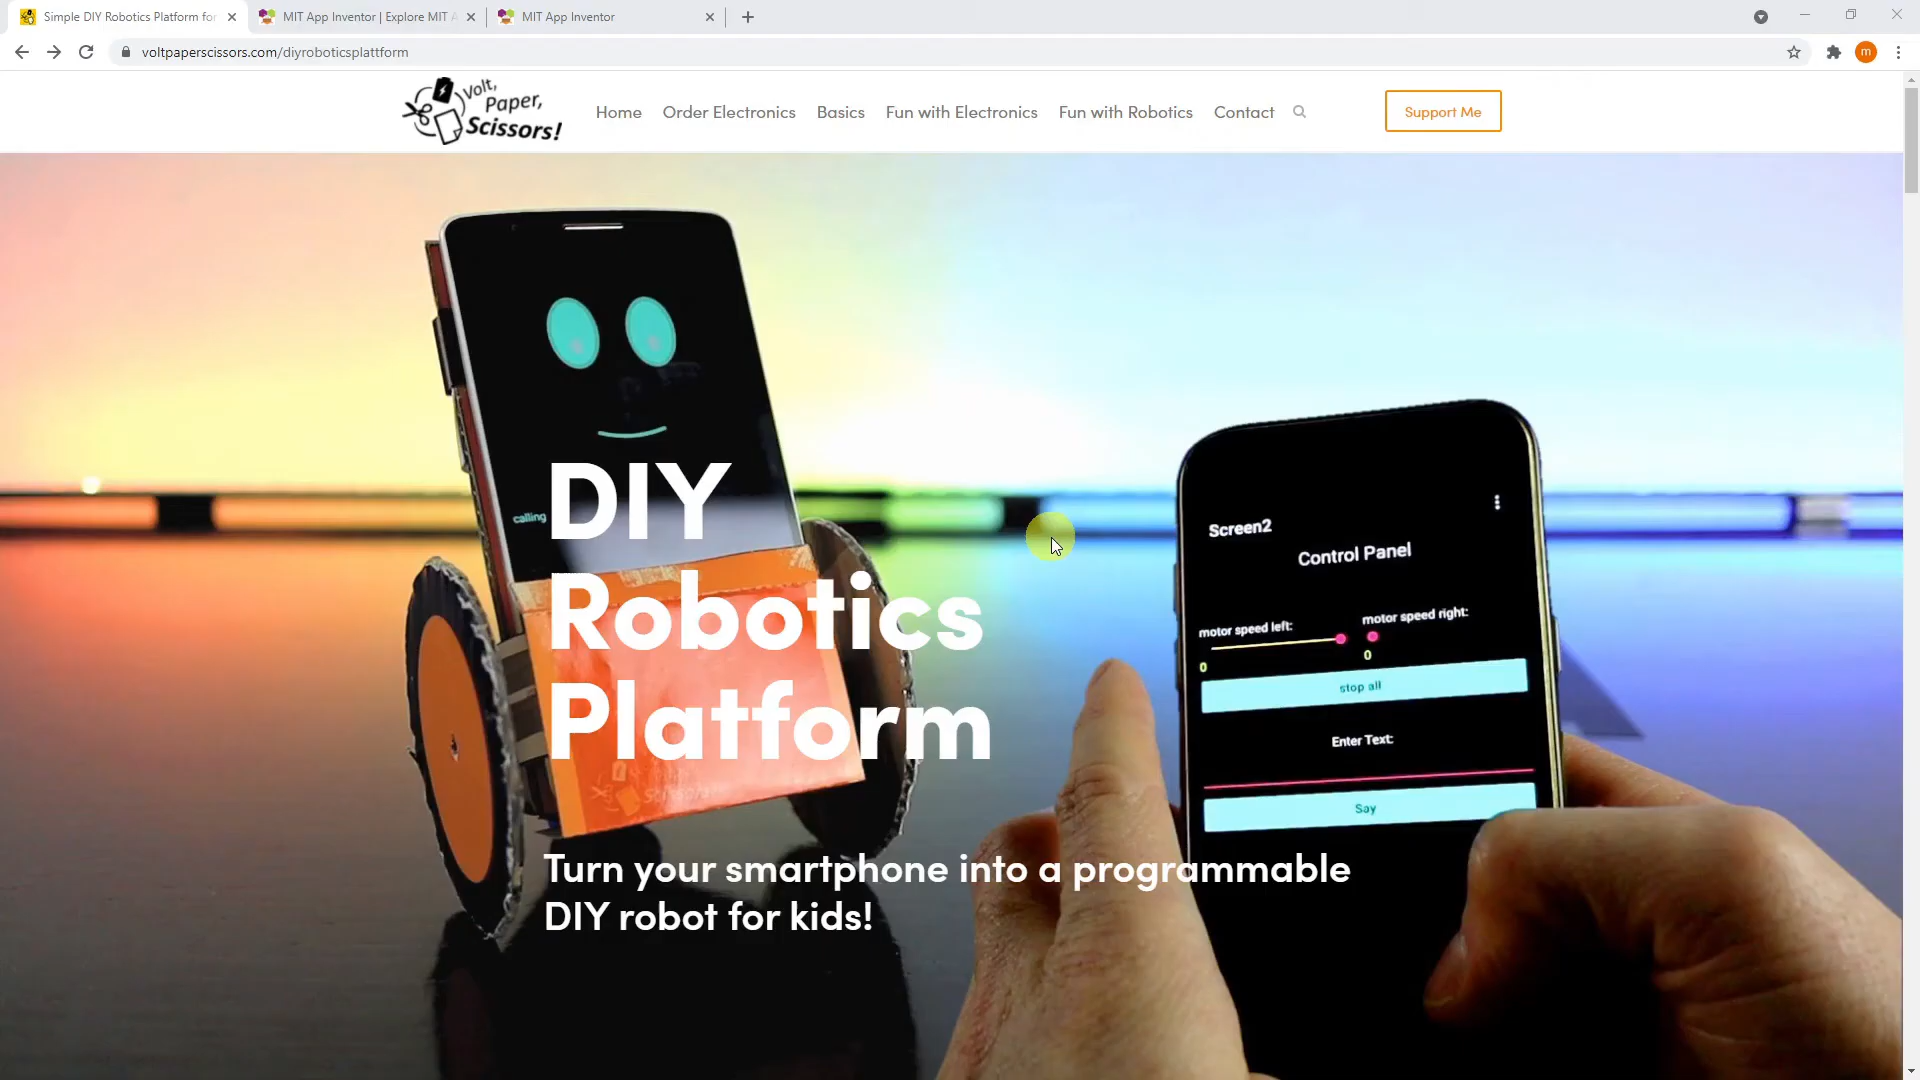 Simple DIY Robotics Platform for
MIT App Inventor | Explore MIT A
MIT App Inventor
voltpaperscissors.com/diyroboticsplattform
m
Volt,
Paper,
Scissors!
Home
Order Electronics
Basics
Fun with Electronics
Fun with Robotics
Contact
Support Me
calling
DIY
Robotics
Platform
Turn your smartphone into a programmable
DIY robot for kids!
Scissors
Screen2
Control Panel
motor speed left:
motor speed right:
0
0
stop all
Enter Text:
Say